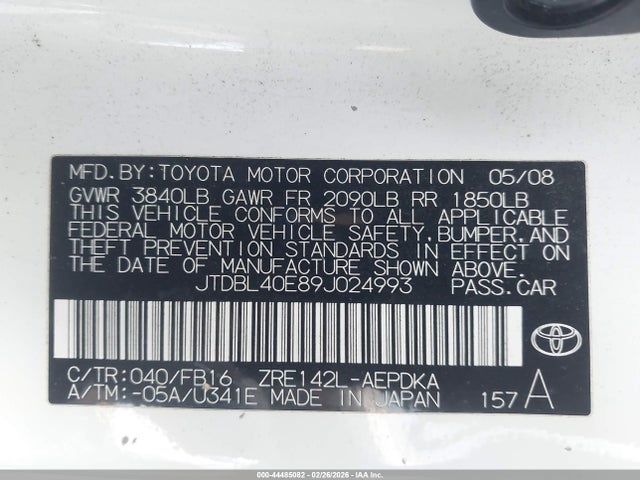 MFD. BY: TOYOTA MOTOR CORPORATION 05/08
GVWR 3840LB GAWR FR 2090LB RR 1850LB
THIS VEHICLE CONFORMS TO ALL APPLICABLE
FEDERAL MOTOR VEHICLE SAFETY, BUMPER, AND
THEFT PREVENTION STANDARDS IN EFFECT ON
THE DATE OF MANUFACTURE SHOWN ABOVE.
JTDBL40E89J024993 PASS.CAR
C/TR:040/FB16 ZRE142L-AEPDKA
A/TM:-05A/U341E MADE IN JAPAN 157 A
000-44485082 - 02/26/2026 - IAA Inc.